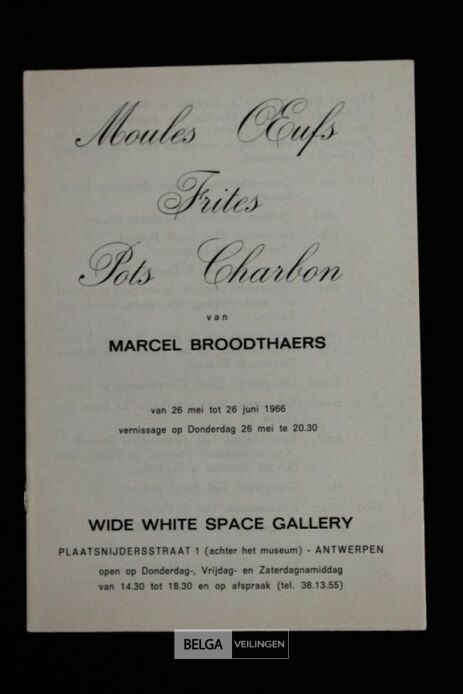 Moules Œufs
Frites
Pots Charbon
van
MARCEL BROODTHAERS
van 26 mei tot 26 juni 1966
vernissage op Donderdag 26 mei te 20.30
WIDE WHITE SPACE GALLERY
PLAATSNIJDERSSTRAAT 1 (achter het museum) - ANTWERPEN
open op Donderdag-, Vrijdag- en Zaterdagnamiddag
van 14.30 tot 18.30 en op afspraak (tel. 38.13.55)
BELGA VEILINGEN